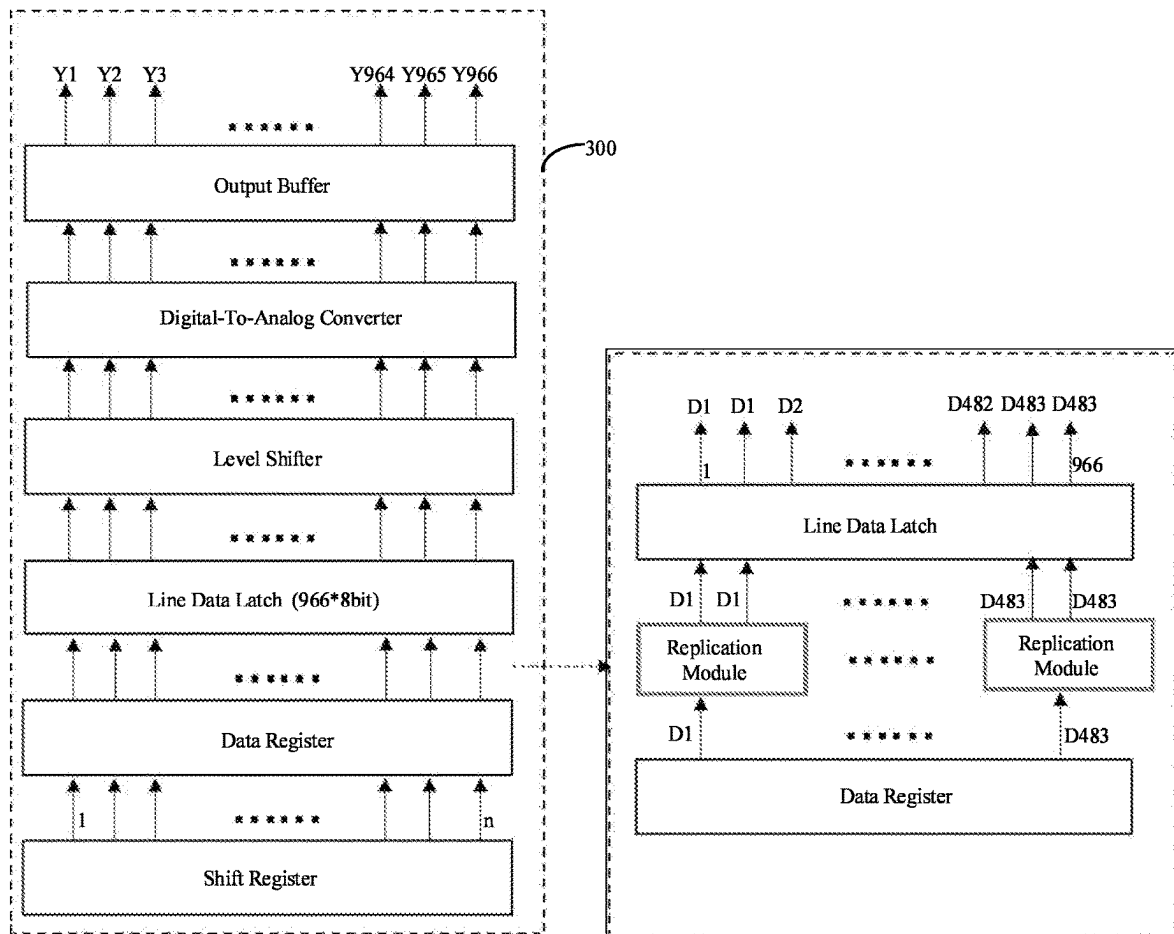 Y1 Y2 Y3 Y964 Y965 Y966
300
Output Buffer
Digital-To-Analog Converter
Level Shifter
Line Data Latch (966*8bit)
Data Register
1 n
Shift Register
D1 D1 D2 D482 D483 D483
1 966
Line Data Latch
D1 D1 D483 D483
Replication
Module
Replication
Module
D1 D483
Data Register